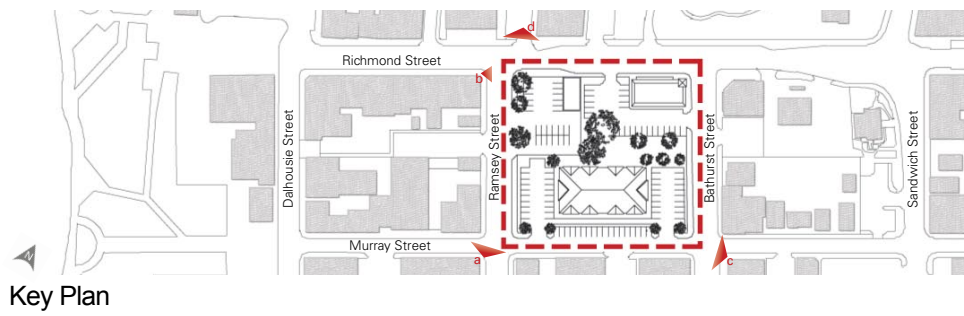 d
Richmond Street
b
Dalhousie Street
Ramsey Street
Bathurst Street
Sandwich Street
Murray Street
a
c
N
Key Plan